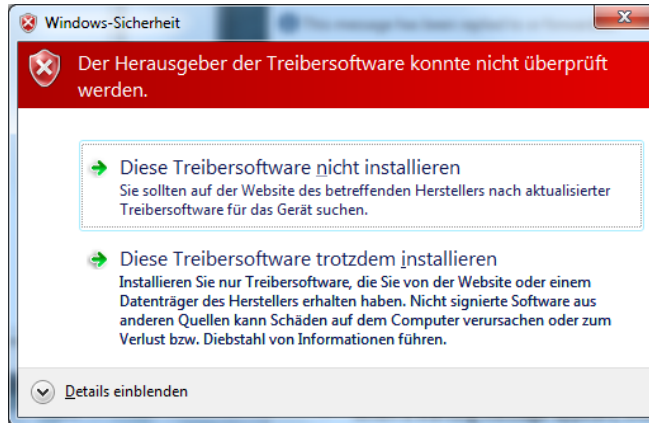 Windows-Sicherheit
Der Herausgeber der Treibersoftware konnte nicht überprüft
werden.
Diese Treibersoftware nicht installieren
Sie sollten auf der Website des betreffenden Herstellers nach aktualisierter
Treibersoftware für das Gerät suchen.
Diese Treibersoftware trotzdem installieren
Installieren Sie nur Treibersoftware, die Sie von der Website oder einem
Datenträger des Herstellers erhalten haben. Nicht signierte Software aus
anderen Quellen kann Schäden auf dem Computer verursachen oder zum
Verlust bzw. Diebstahl von Informationen führen.
Details einblenden